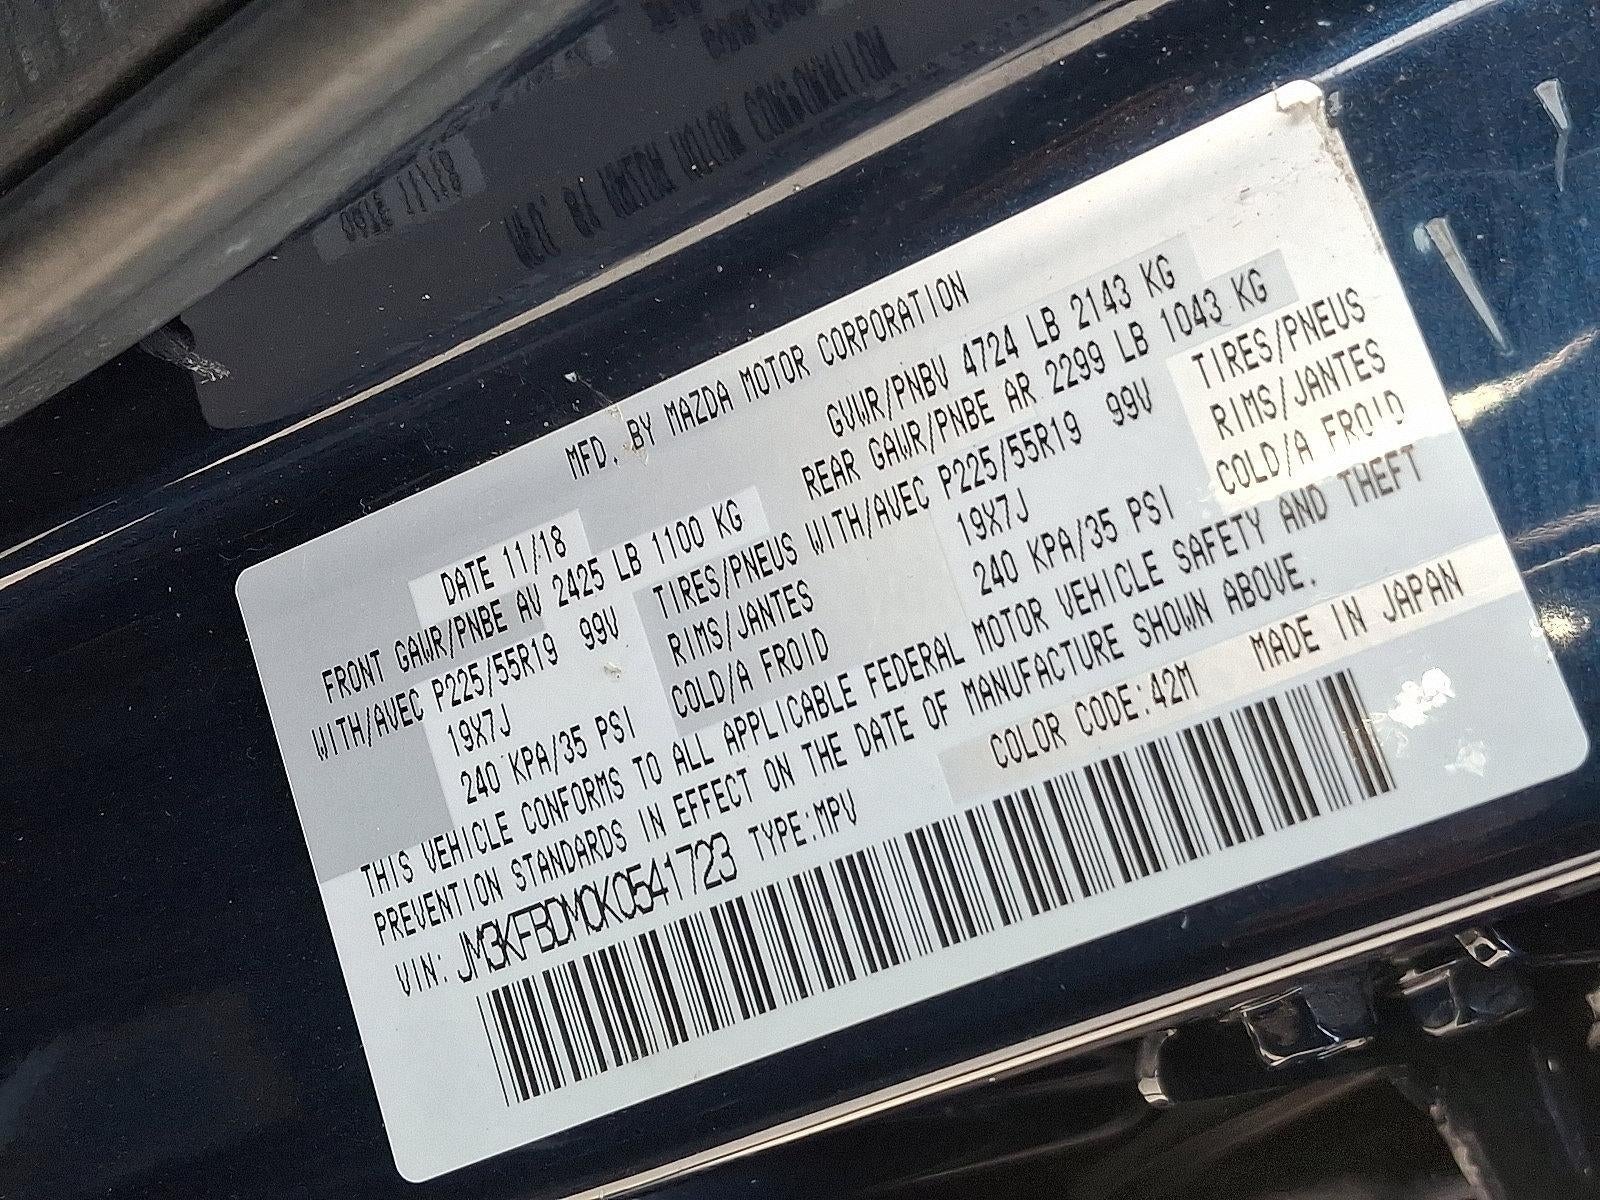 MFD. BY MAZDA MOTOR CORPORATION
DATE 11/18 GVWR/PNBV 4724 LB 2143 KG
FRONT GAWR/PNBE AV 2425 LB 1100 KG REAR GAWR/PNBE AR 2299 LB 1043 KG
WITH/AVEC P225/55R19 99V TIRES/PNEUS WITH/AVEC P225/55R19 99V TIRES/PNEUS
19X7J RIMS/JANTES 19X7J RIMS/JANTES
240 KPA/35 PSI COLD/A FROID 240 KPA/35 PSI COLD/A FROID
THIS VEHICLE CONFORMS TO ALL APPLICABLE FEDERAL MOTOR VEHICLE SAFETY AND THEFT
PREVENTION STANDARDS IN EFFECT ON THE DATE OF MANUFACTURE SHOWN ABOVE.
VIN: JM3KFBDM0K0541723 TYPE:MPV COLOR CODE:42M MADE IN JAPAN